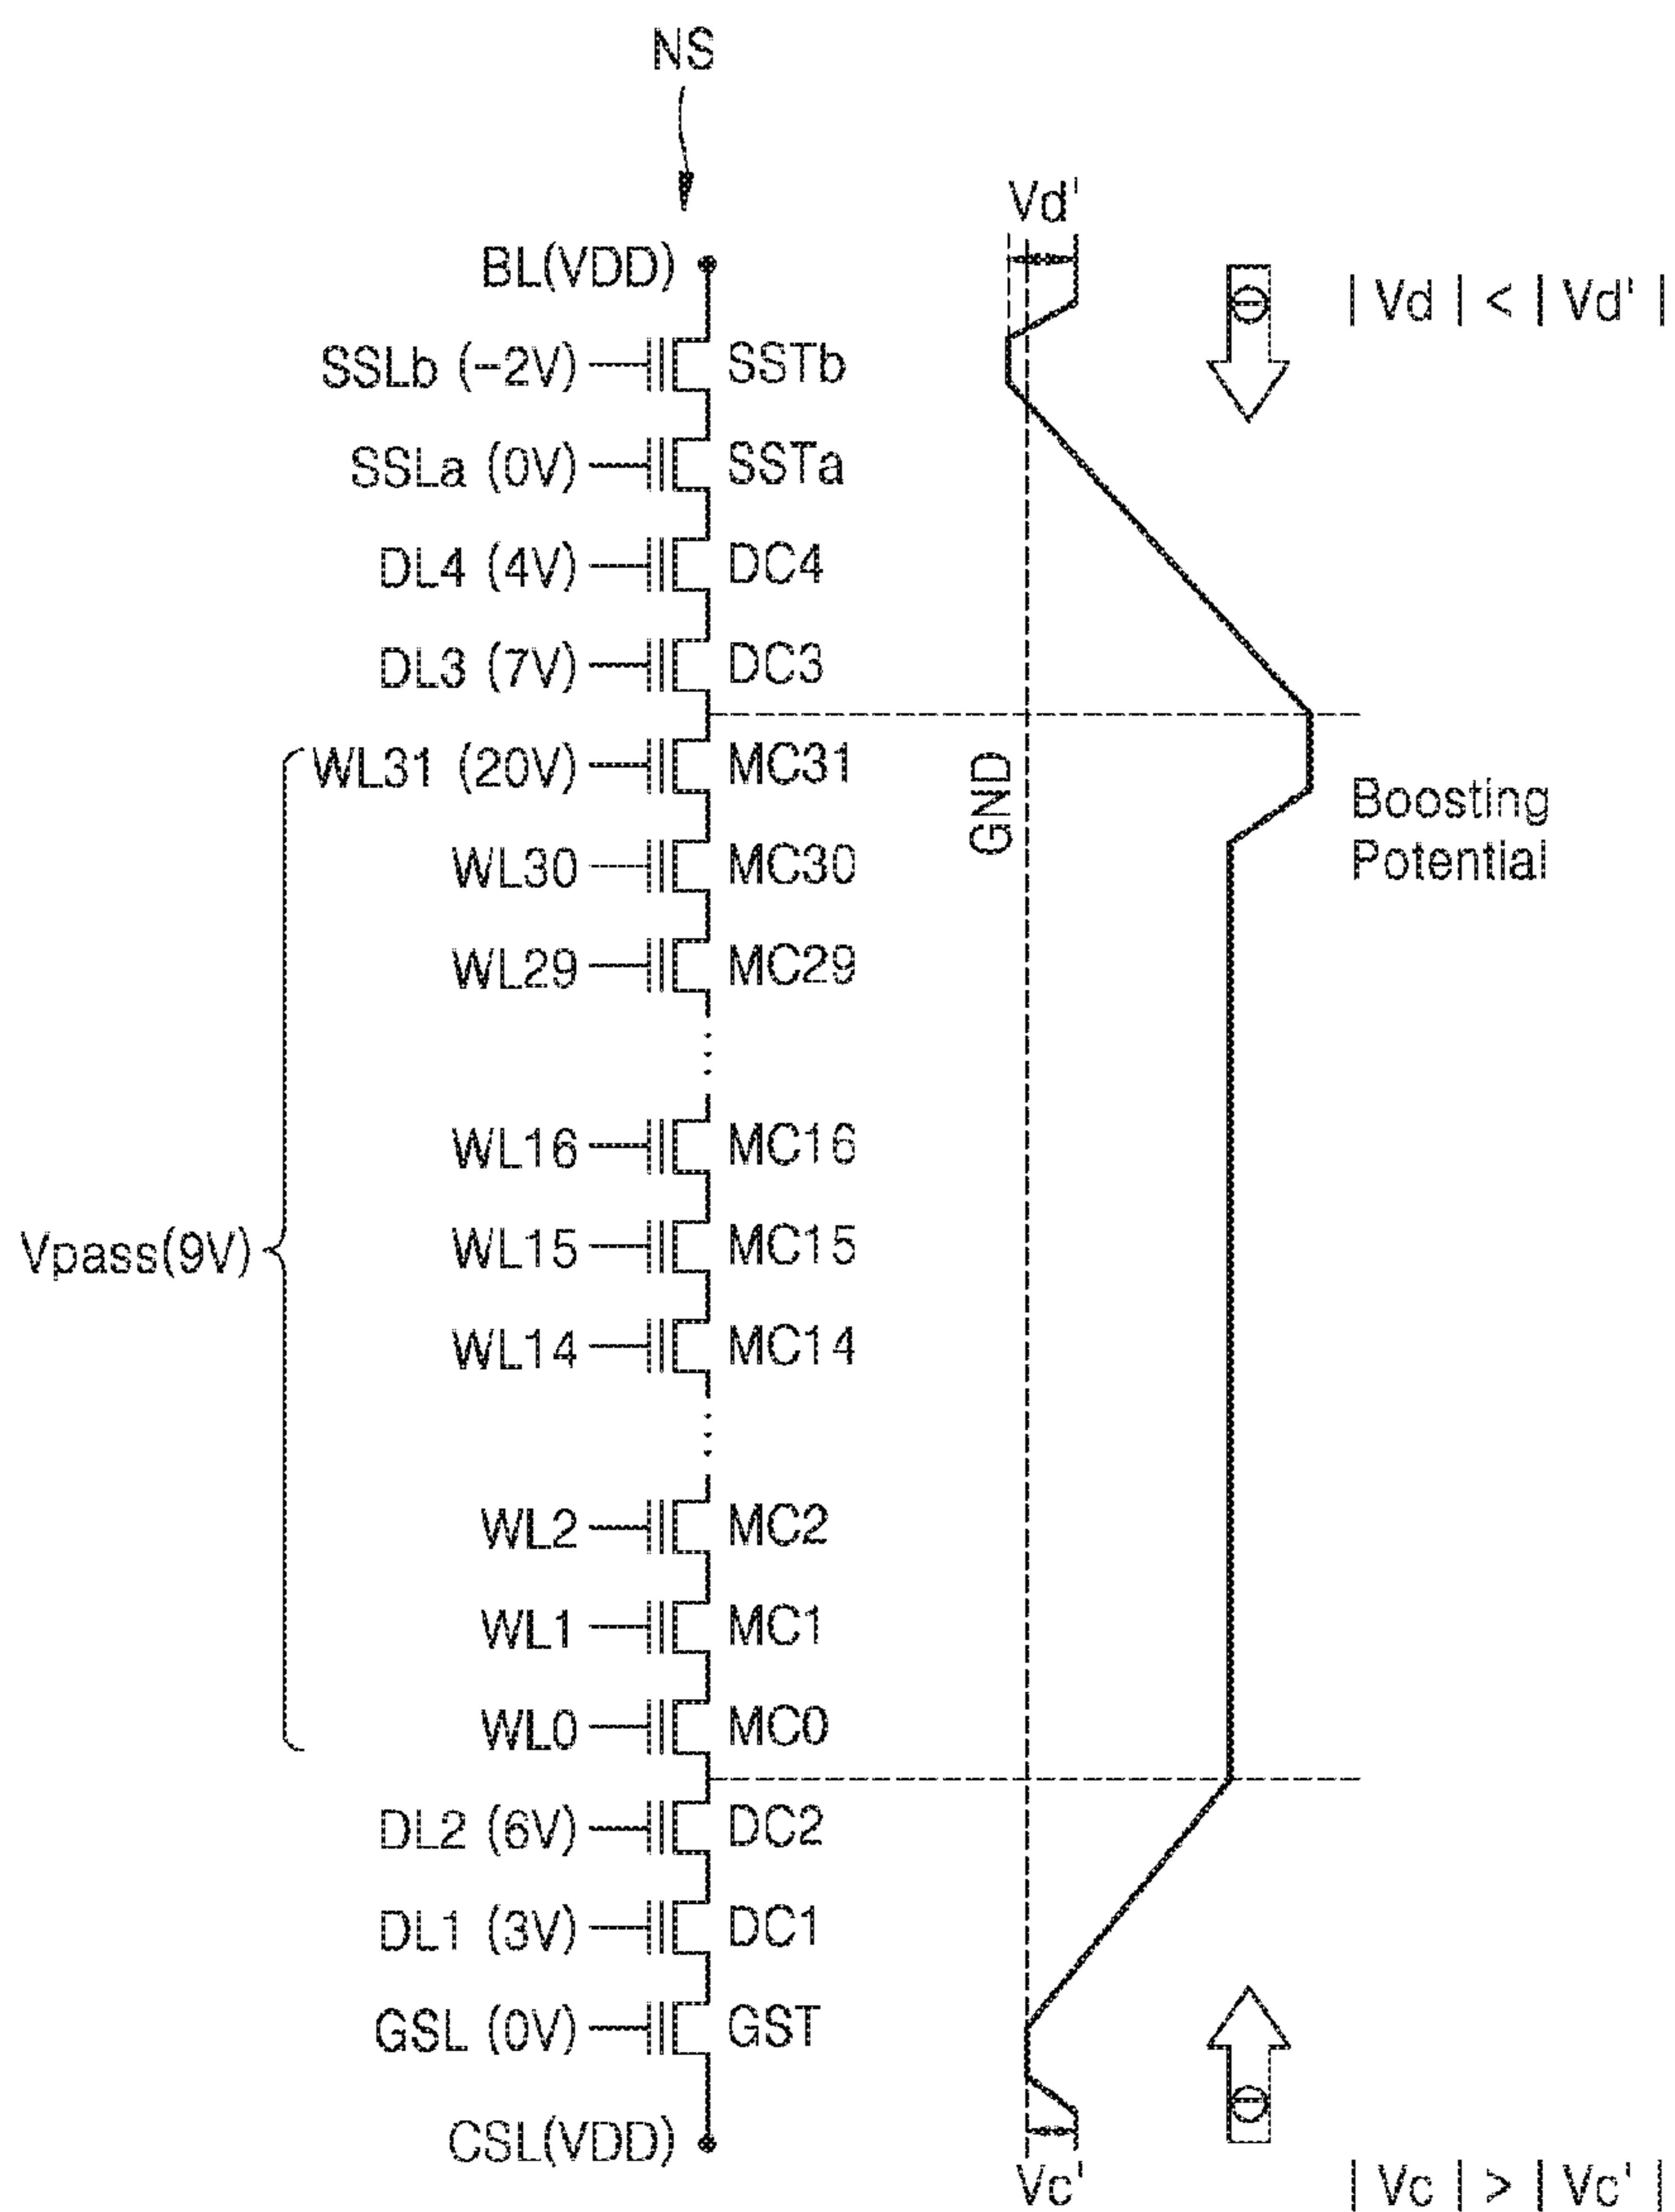 NS
Vd'
BL(VDD)
| Vd | < | Vd' |
SSLb (-2V) SSTb
SSLa (0V) SSTa
DL4 (4V) DC4
DL3 (7V) DC3
WL31 (20V) MC31
GND
Boosting
Potential
WL30 MC30
WL29 MC29
WL16 MC16
Vpass(9V)
WL15 MC15
WL14 MC14
WL2 MC2
WL1 MC1
WL0 MC0
DL2 (6V) DC2
DL1 (3V) DC1
GSL (0V) GST
CSL(VDD)
Vc'
| Vc | > | Vc' |